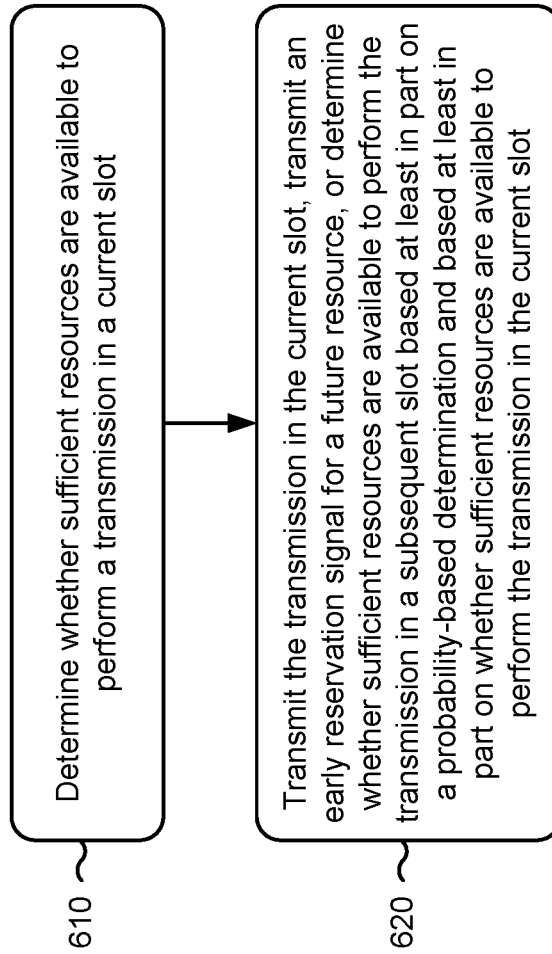 610
Determine whether sufficient resources are available to
perform a transmission in a current slot
620
Transmit the transmission in the current slot, transmit an
early reservation signal for a future resource, or determine
whether sufficient resources are available to perform the
transmission in a subsequent slot based at least in part on
a probability-based determination and based at least in
part on whether sufficient resources are available to
perform the transmission in the current slot